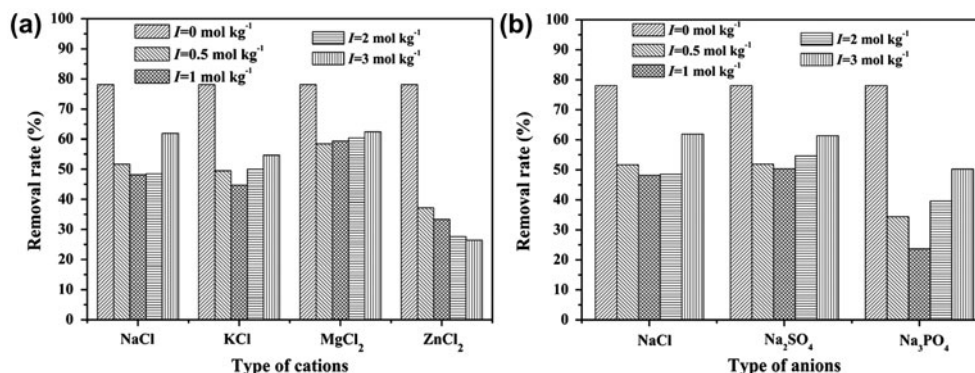 (a)
I=0 mol kg⁻¹
I=0.5 mol kg⁻¹
I=1 mol kg⁻¹
I=2 mol kg⁻¹
I=3 mol kg⁻¹
Removal rate (%)
100
90
80
70
60
50
40
30
20
10
0
NaCl KCl MgCl₂ ZnCl₂
Type of cations
(b)
I=0 mol kg⁻¹
I=0.5 mol kg⁻¹
I=1 mol kg⁻¹
I=2 mol kg⁻¹
I=3 mol kg⁻¹
Removal rate (%)
100
90
80
70
60
50
40
30
20
10
0
NaCl Na₂SO₄ Na₃PO₄
Type of anions